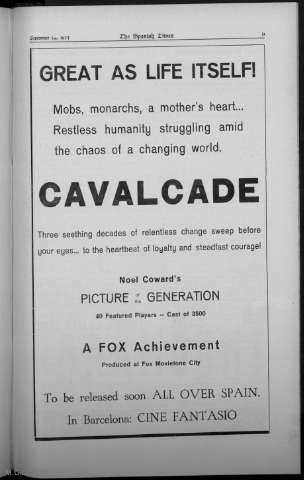 The Spanish Times
GREAT AS LIFE ITSELF!
Mobs, monarchs, a mother's heart...
Restless humanity struggling amid
the chaos of a changing world.
CAVALCADE
Three seething decades of relentless change sweep before
your eyes... to the heartbeat of loyalty and steadfast courage!
Noel Coward's
PICTURE OF THE GENERATION
40 Featured Players -- Cast of 3500
A FOX Achievement
Produced at Fox Movietone City
To be released soon ALL OVER SPAIN.
In Barcelona: CINE FANTASIO